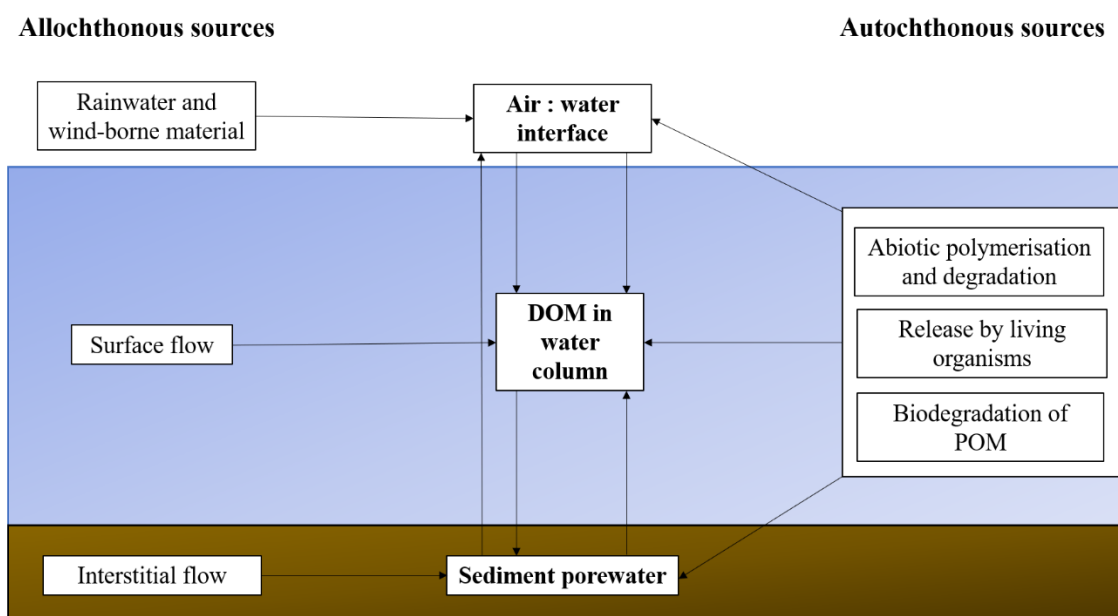 Allochthonous sources
Autochthonous sources
Rainwater and
wind-borne material
Air : water
interface
Abiotic polymerisation
and degradation
DOM in
water
column
Surface flow
Release by living
organisms
Biodegradation of
POM
Interstitial flow
Sediment porewater